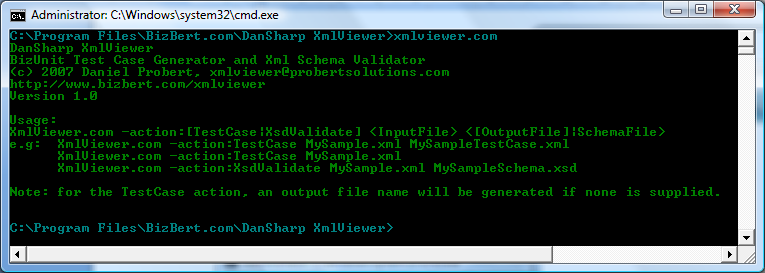 Administrator: C:\Windows\system32\cmd.exe
C:\Program Files\BizBert.com\DanSharp XmlViewer>xmlviewer.com
DanSharp XmlViewer
BizUnit Test Case Generator and Xml Schema Validator
(c) 2007 Daniel Probert, xmlviewer@probertsolutions.com
http://www.bizbert.com/xmlviewer
Version 1.0
Usage:
XmlViewer.com -action:[TestCase|XsdValidate] <InputFile> <[OutputFile]|SchemaFile>
e.g: XmlViewer.com -action:TestCase MySample.xml MySampleTestCase.xml
XmlViewer.com -action:TestCase MySample.xml
XmlViewer.com -action:XsdValidate MySample.xml MySampleSchema.xsd
Note: for the TestCase action, an output file name will be generated if none is supplied.
C:\Program Files\BizBert.com\DanSharp XmlViewer>